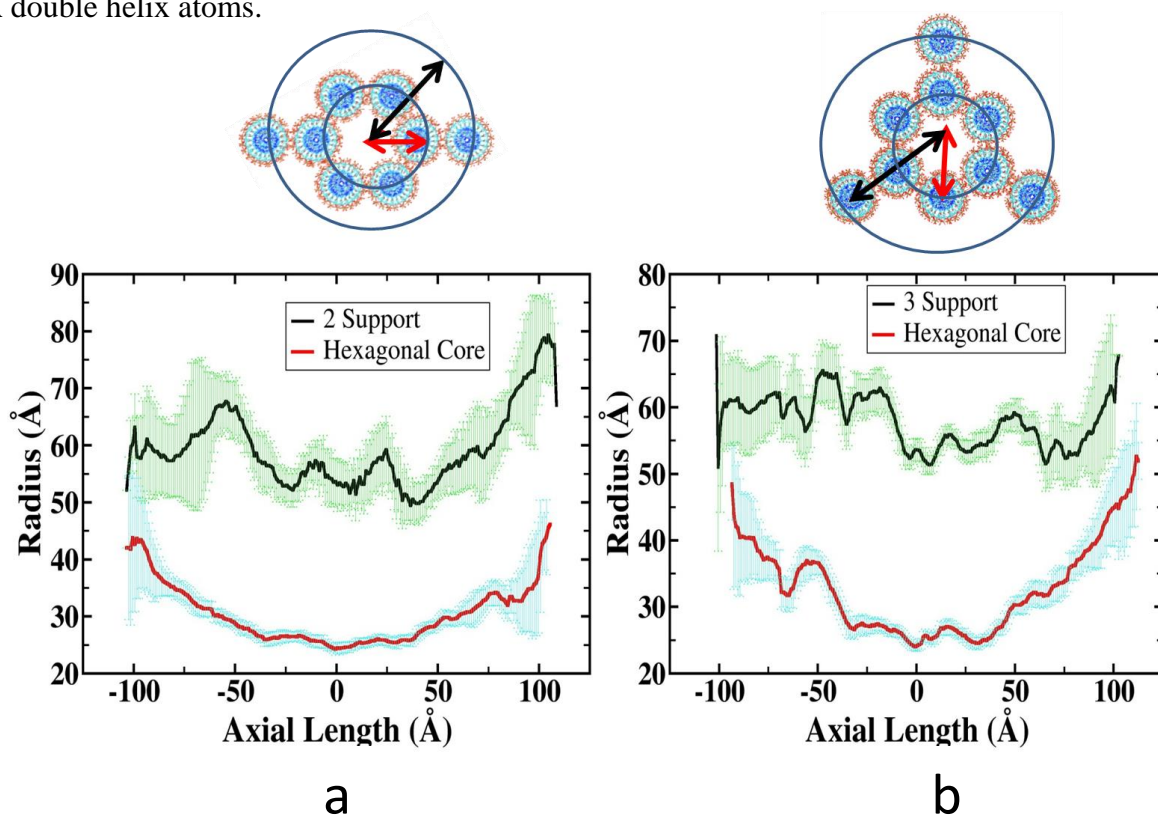 double helix atoms.
90
80
70
60
50
40
30
20
Radius (Å)
2 Support
Hexagonal Core
-100 -50 0 50 100
Axial Length (Å)
80
70
60
50
40
30
20
Radius (Å)
3 Support
Hexagonal Core
-100 -50 0 50 100
Axial Length (Å)
a b